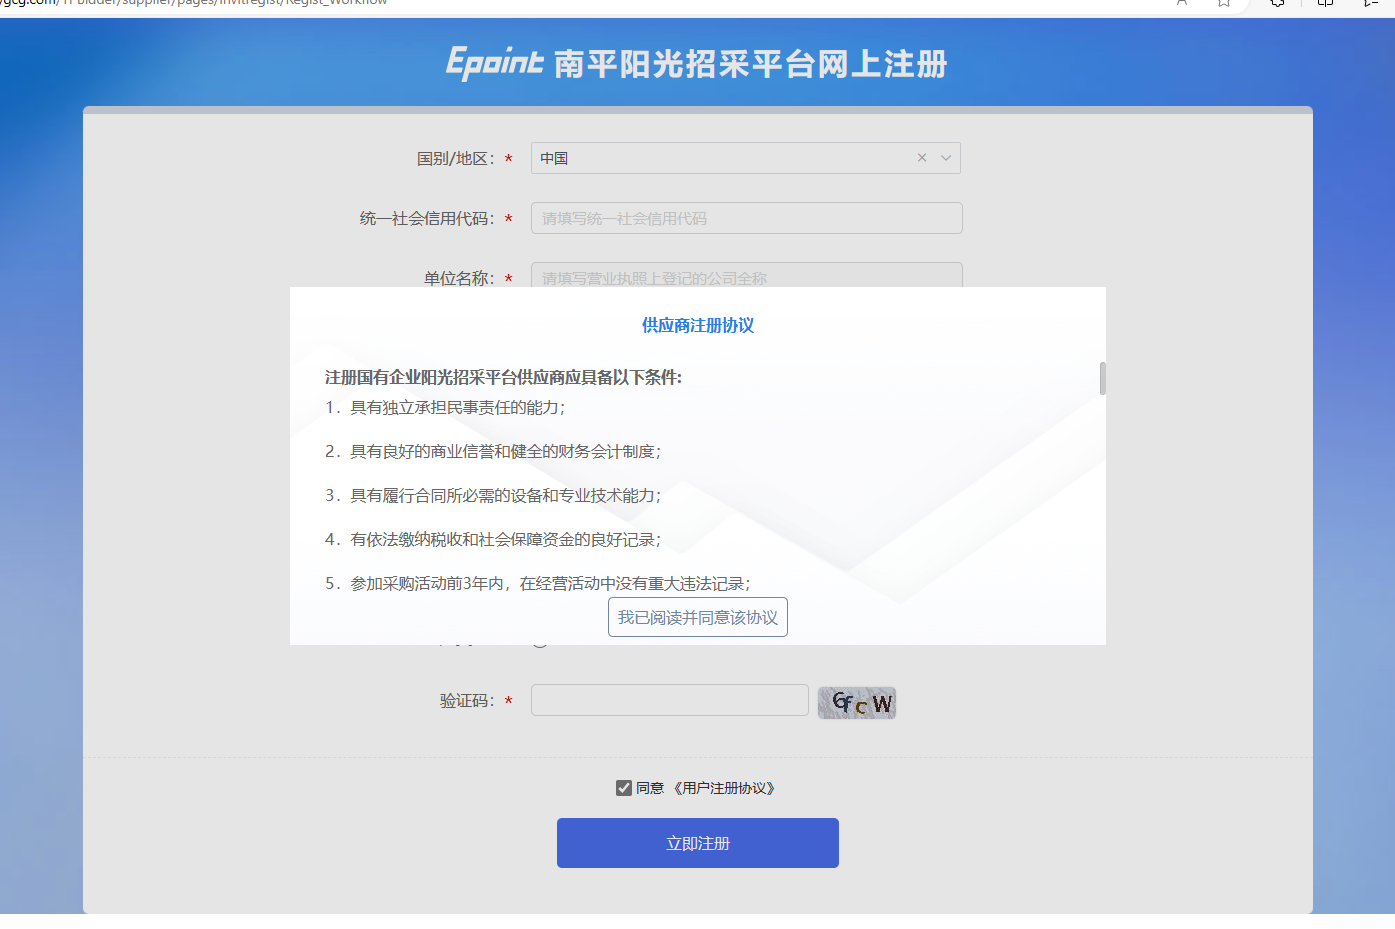 Epoint 南平阳光招采平台网上注册
国别/地区：* 中国
统一社会信用代码：* 请填写统一社会信用代码
单位名称：* 请填写营业执照上登记的公司全称
供应商注册协议
注册国有企业阳光招采平台供应商应具备以下条件:
1. 具有独立承担民事责任的能力；
2. 具有良好的商业信誉和健全的财务会计制度；
3. 具有履行合同所必需的设备和专业技术能力；
4. 有依法缴纳税收和社会保障资金的良好记录；
5. 参加采购活动前3年内，在经营活动中没有重大违法记录；
我已阅读并同意该协议
验证码：* GfcW
同意 《用户注册协议》
立即注册